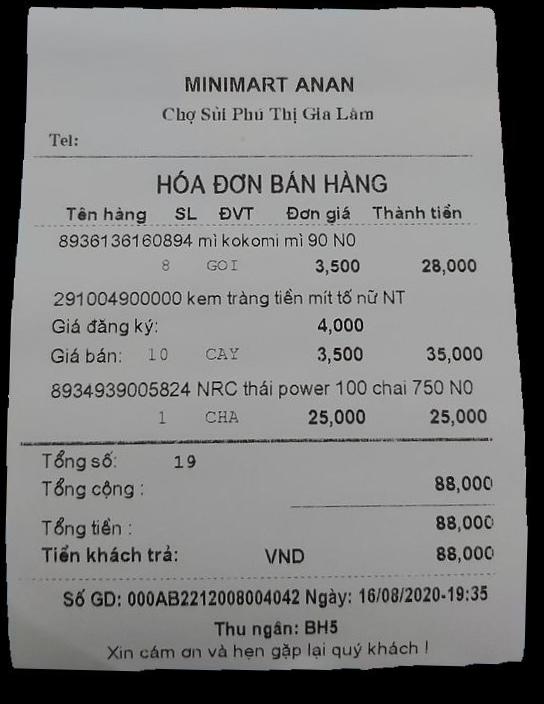 MINIMART ANAN
Chợ Sủi Phú Thị Gia Lâm
Tel:
HÓA ĐƠN BÁN HÀNG
Tên hàng SL ĐVT Đơn giá Thành tiền
8936136160894 mì kokomi mì 90 N0
8 GOI 3,500 28,000
291004900000 kem tràng tiền mít tố nữ NT
Giá đăng ký: 4,000
Giá bán: 10 CAY 3,500 35,000
8934939005824 NRC thái power 100 chai 750 N0
1 CHA 25,000 25,000
Tổng số: 19
Tổng cộng : 88,000
Tổng tiền : 88,000
Tiền khách trả: VND 88,000
Số GD: 000AB2212008004042 Ngày: 16/08/2020-19:35
Thu ngân: BH5
Xin cám ơn và hẹn gặp lại quý khách !